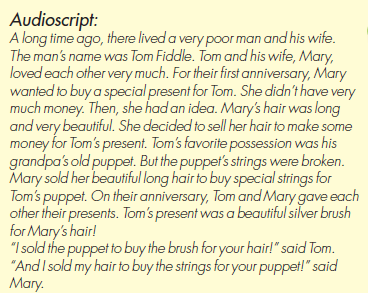 Audioscript:
A long time ago, there lived a very poor man and his wife.
The man's name was Tom Fiddle. Tom and his wife, Mary,
loved each other very much. For their first anniversary, Mary
wanted to buy a special present for Tom. She didn't have very
much money. Then, she had an idea. Mary's hair was long
and very beautiful. She decided to sell her hair to make some
money for Tom's present. Tom's favorite possession was his
grandpa's old puppet. But the puppet's strings were broken.
Mary sold her beautiful long hair to buy special strings for
Tom's puppet. On their anniversary, Tom and Mary gave each
other their presents. Tom's present was a beautiful silver brush
for Mary's hair!
“I sold the puppet to buy the brush for your hair!” said Tom.
“And I sold my hair to buy the strings for your puppet!” said
Mary.